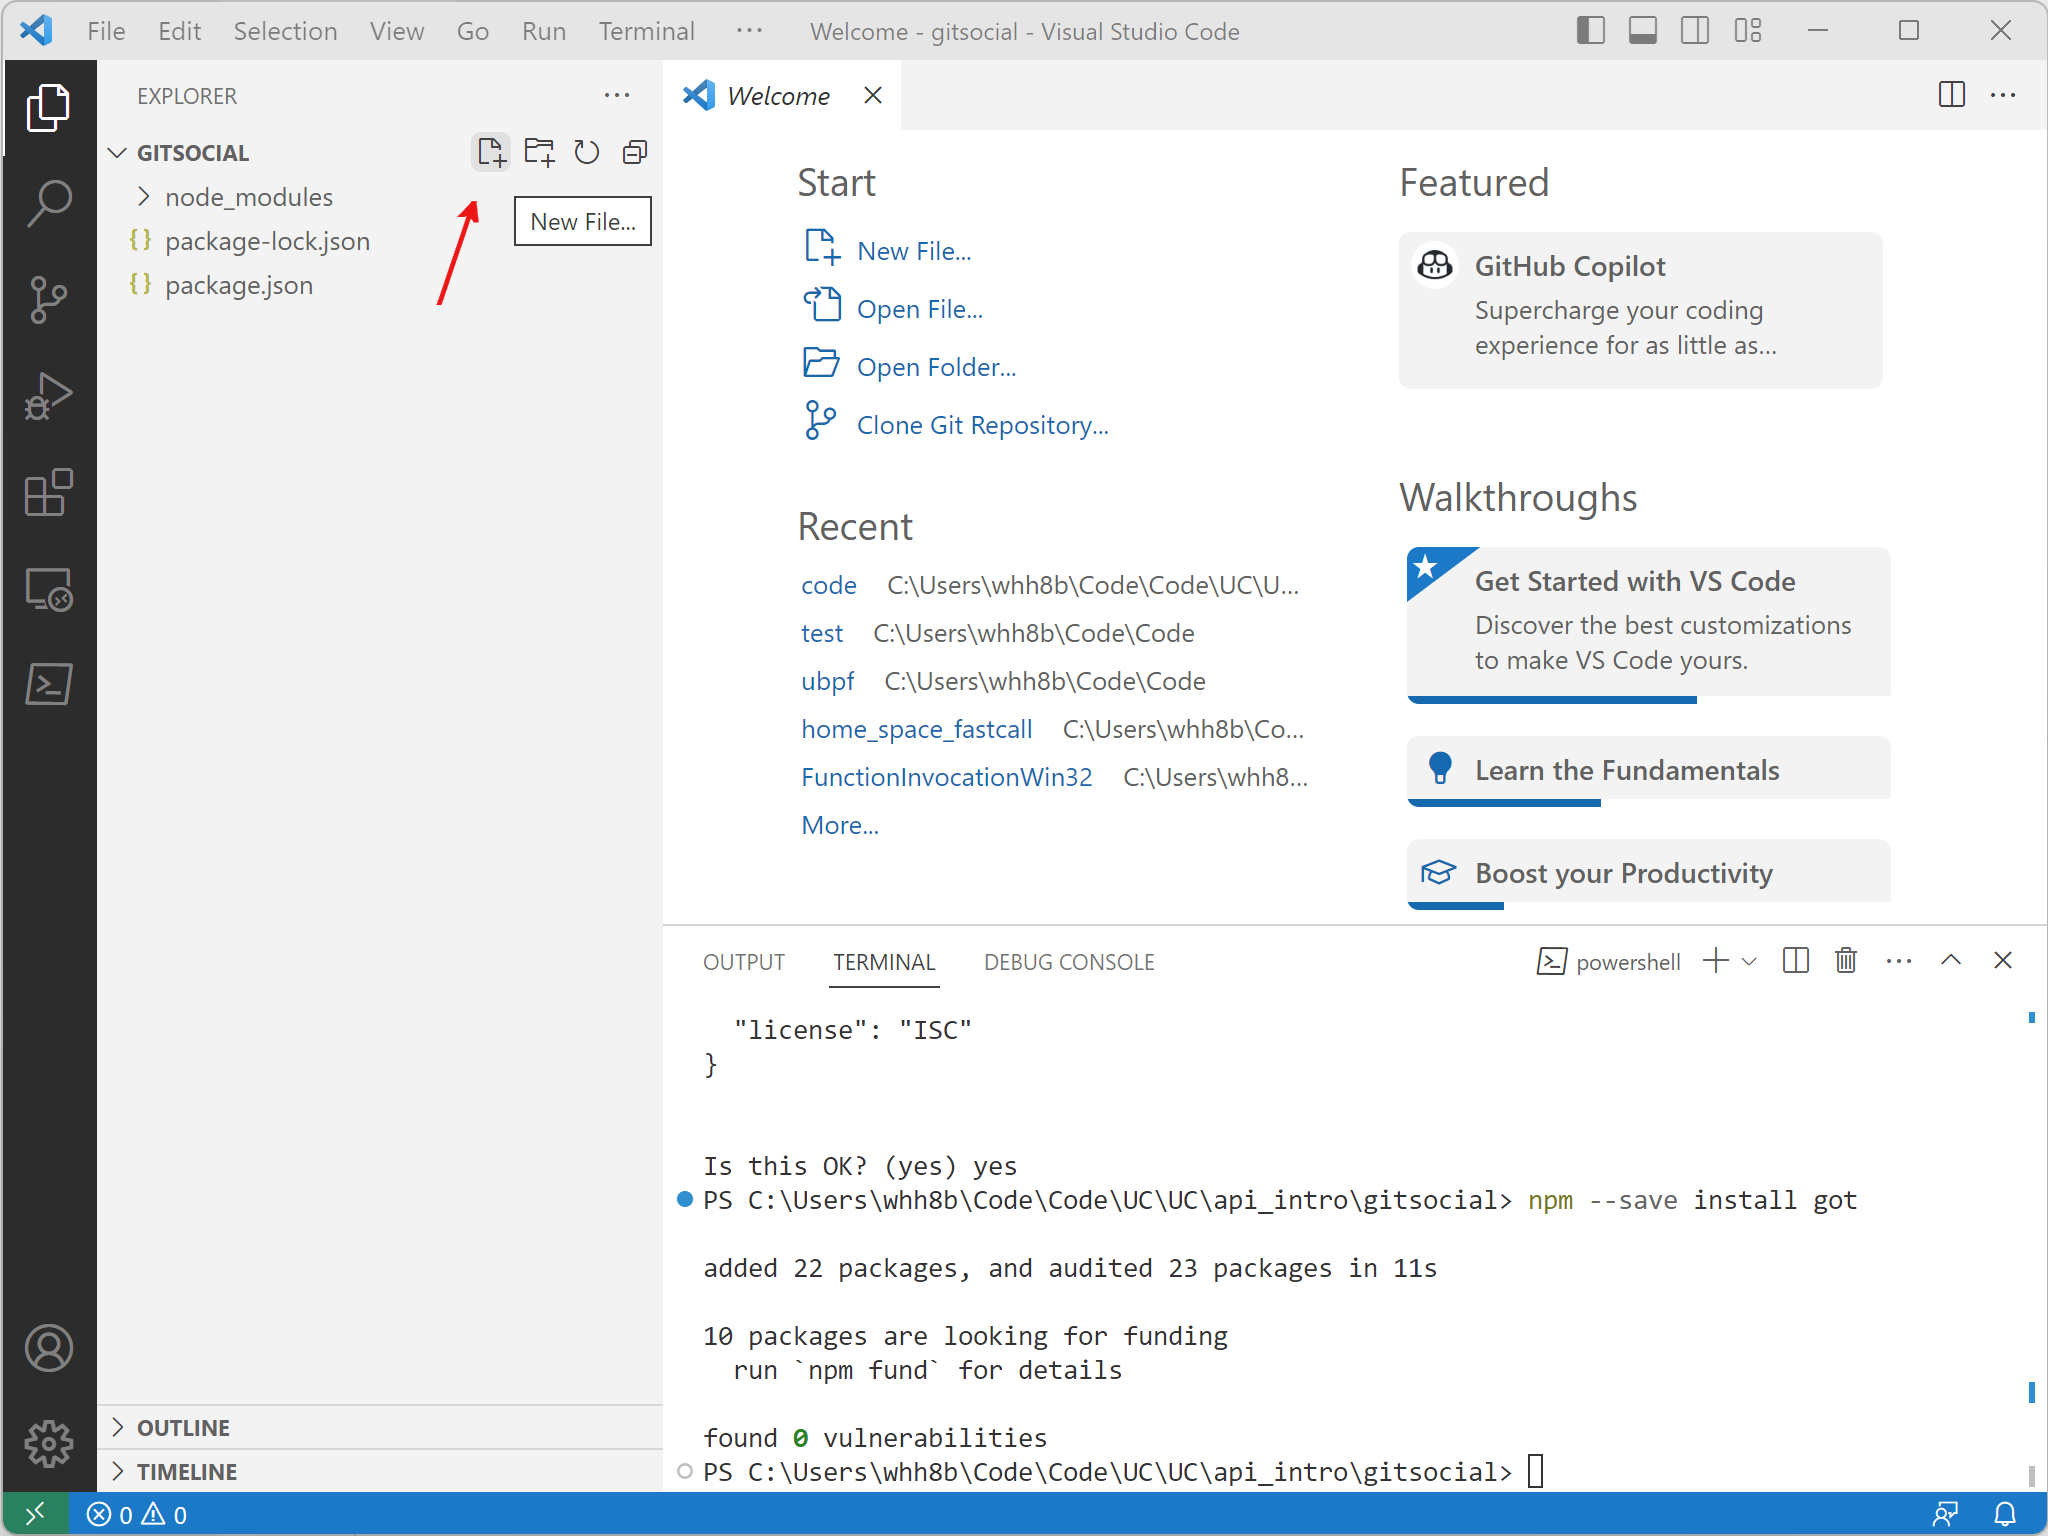 File Edit Selection View Go Run Terminal ··· Welcome - gitsocial - Visual Studio Code
EXPLORER ···
GITSOCIAL
node_modules
{} package-lock.json
{} package.json
New File...
OUTLINE
TIMELINE
Welcome
Start
New File...
Open File...
Open Folder...
Clone Git Repository...
Recent
code C:\Users\whh8b\Code\Code\UC\U...
test C:\Users\whh8b\Code\Code
ubpf C:\Users\whh8b\Code\Code
home_space_fastcall C:\Users\whh8b\Co...
FunctionInvocationWin32 C:\Users\whh8...
More...
Featured
GitHub Copilot
Supercharge your coding
experience for as little as...
Walkthroughs
Get Started with VS Code
Discover the best customizations
to make VS Code yours.
Learn the Fundamentals
Boost your Productivity
OUTPUT TERMINAL DEBUG CONSOLE powershell
"license": "ISC"
}
Is this OK? (yes) yes
PS C:\Users\whh8b\Code\Code\UC\UC\api_intro\gitsocial> npm --save install got
added 22 packages, and audited 23 packages in 11s
10 packages are looking for funding
run `npm fund` for details
found 0 vulnerabilities
PS C:\Users\whh8b\Code\Code\UC\UC\api_intro\gitsocial>
0 0